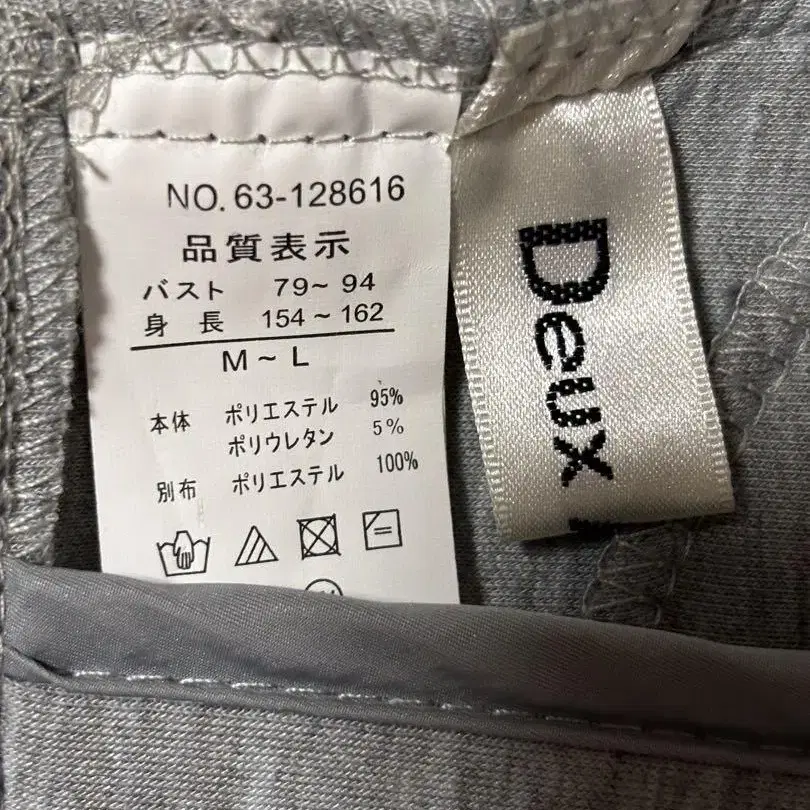 NO. 63-128616
品質表示
バスト 79~ 94
身 長 154 ~ 162
M ~ L
本体 ポリエステル 95%
ポリウレタン 5%
別布 ポリエステル 100%
Deux